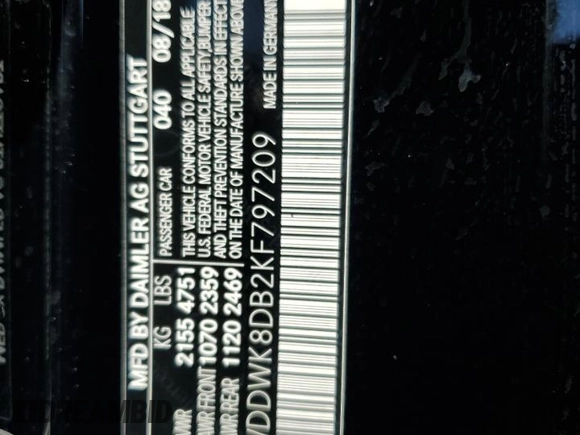 MFD BY DAIMLER AG STUTTGART
KG LBS PASSENGER CAR 040 08/18
2155 4751 THIS VEHICLE CONFORMS TO ALL APPLICABLE
FRONT 1070 2359 U.S. FEDERAL MOTOR VEHICLE SAFETY, BUMPER
REAR 1120 2469 AND THEFT PREVENTION STANDARDS IN EFFECT
ON THE DATE OF MANUFACTURE SHOWN ABOVE
DDWK8DB2KF797209 MADE IN GERMANY